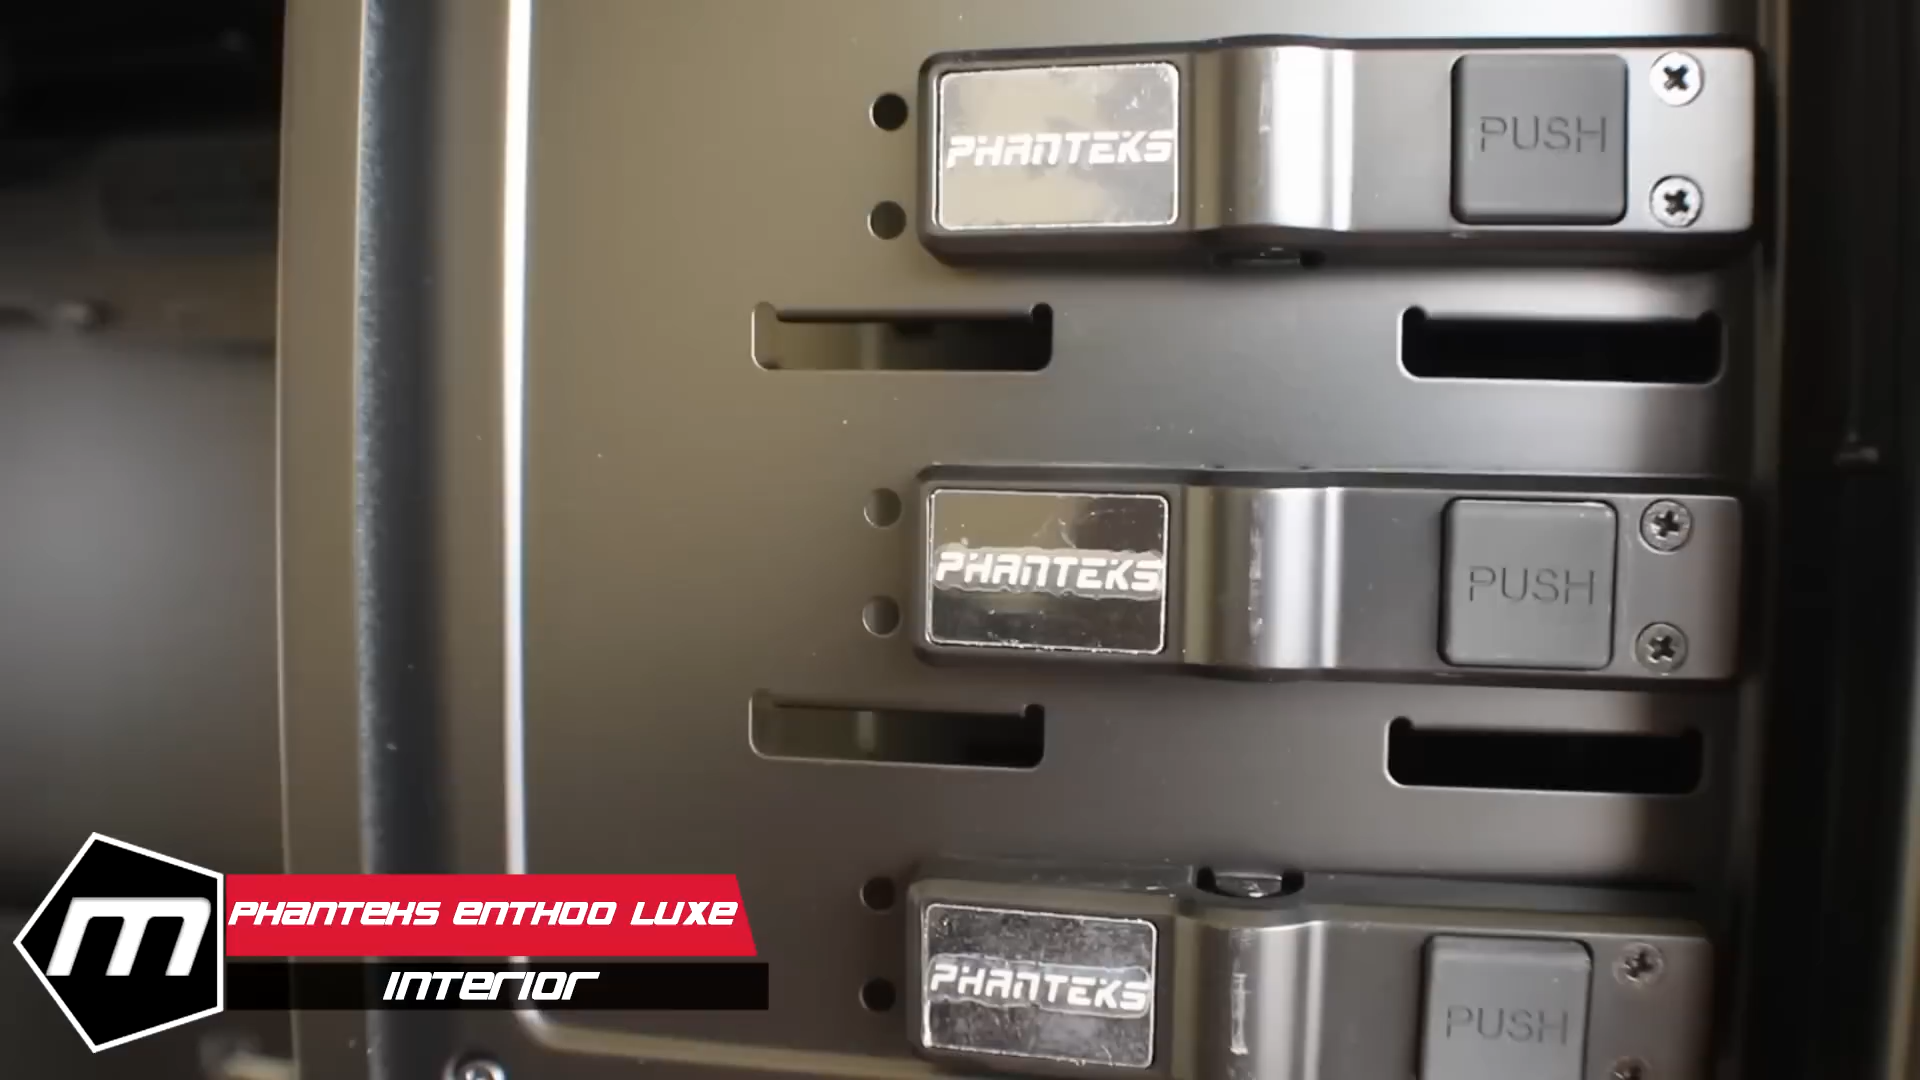 PHANTEKS
PUSH
PHANTEKS
PUSH
PHANTEKS
PUSH
M
PHANTEKS ENTHOO LUXE
INTERIOR